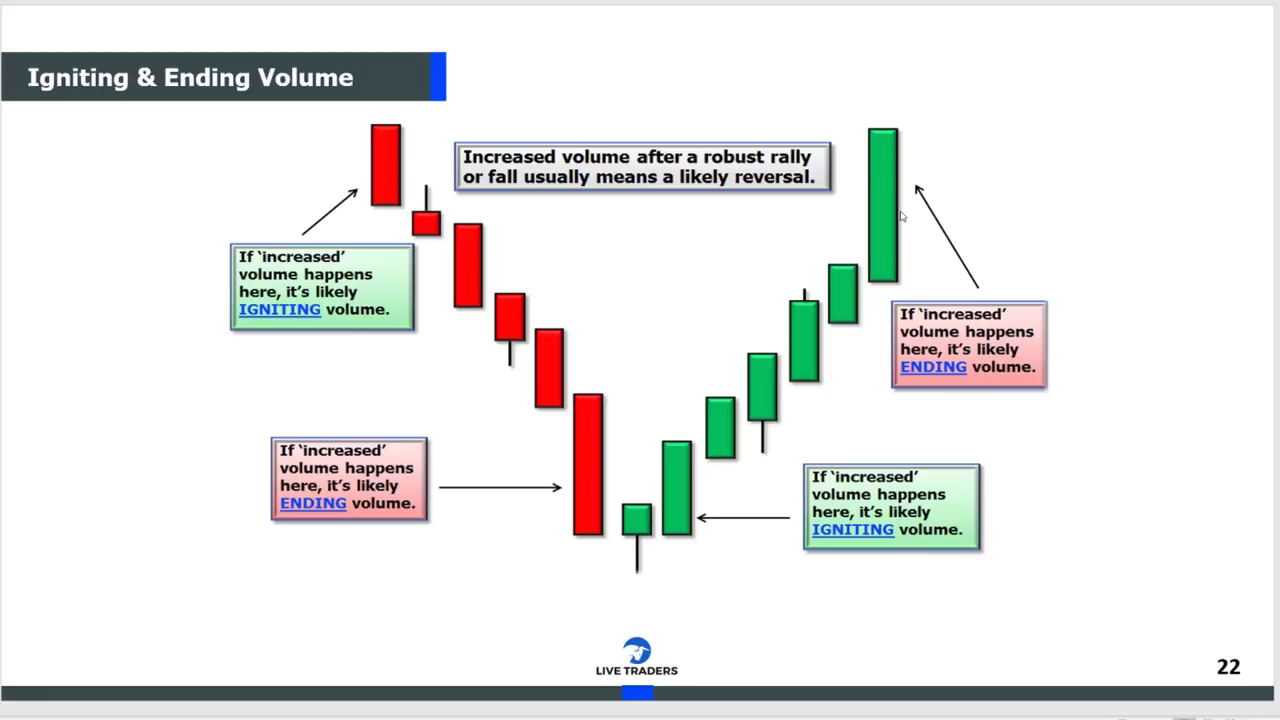 Igniting & Ending Volume
Increased volume after a robust rally
or fall usually means a likely reversal.
If ‘increased’
volume happens
here, it’s likely
IGNITING volume.
If ‘increased’
volume happens
here, it’s likely
ENDING volume.
If ‘increased’
volume happens
here, it’s likely
ENDING volume.
If ‘increased’
volume happens
here, it’s likely
IGNITING volume.
LIVE TRADERS
22